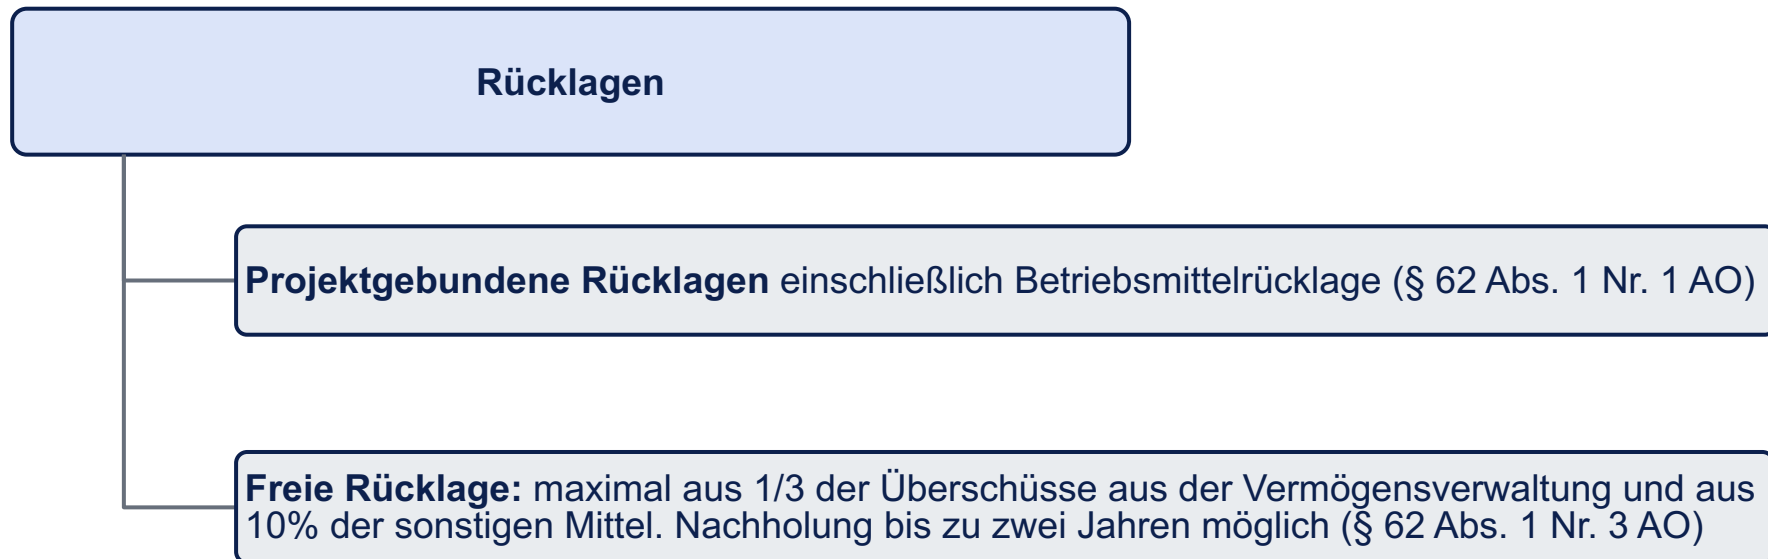 Rücklagen
Projektgebundene Rücklagen einschließlich Betriebsmittelrücklage (§ 62 Abs. 1 Nr. 1 AO)
Freie Rücklage: maximal aus 1/3 der Überschüsse aus der Vermögensverwaltung und aus
10% der sonstigen Mittel. Nachholung bis zu zwei Jahren möglich (§ 62 Abs. 1 Nr. 3 AO)